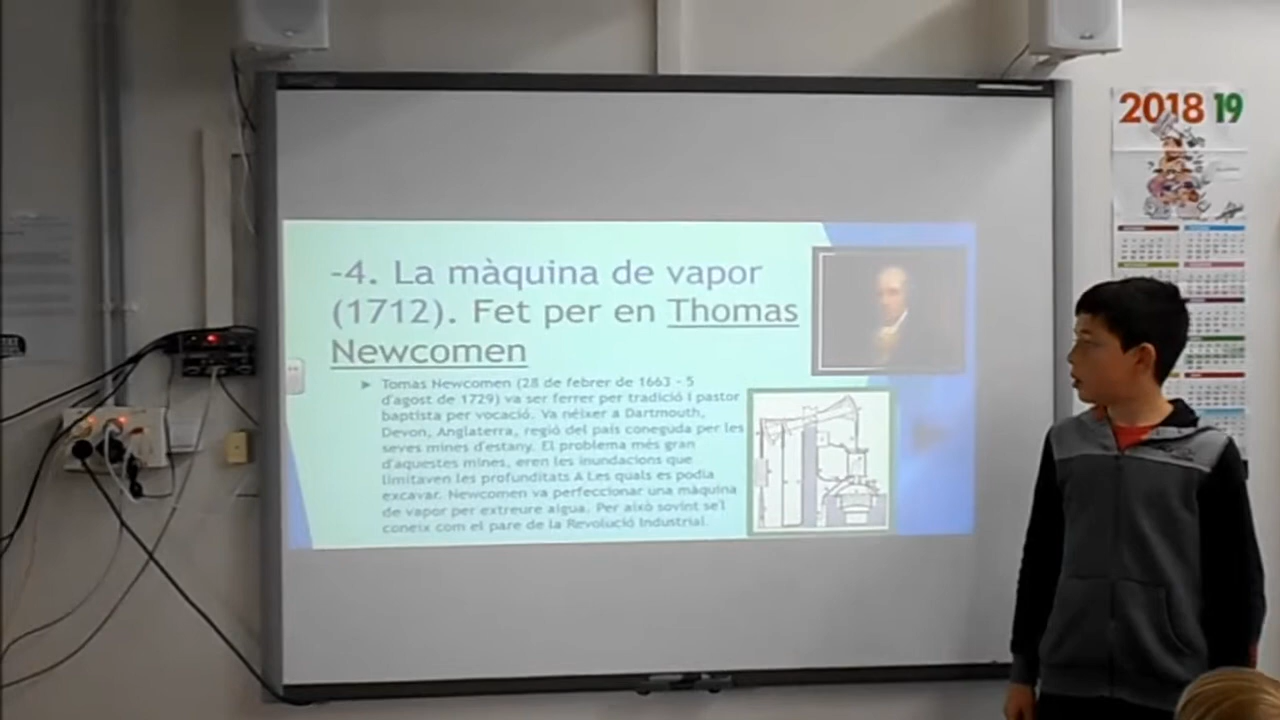 2018 19
-4. La màquina de vapor
(1712). Fet per en Thomas
Newcomen
Tomas Newcomen (28 de febrer de 1663 - 5
d'agost de 1729) va ser ferrer per tradició i pastor
baptista per vocació. Va néixer a Dartmouth,
Devon, Anglaterra, regió del país coneguda per les
seves mines d'estany. El problema més gran
d'aquestes mines, eren les inundacions que
limitaven les profunditats A Les quals es podia
excavar. Newcomen va perfeccionar una màquina
de vapor per extreure aigua. Per això sovint se'l
coneix com el pare de la Revolució Industrial.